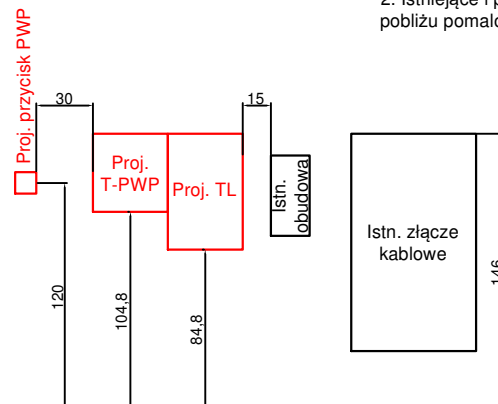 2. Istniejące i p
pobliżu pomalo
Proj. przycisk PWP
30
15
Proj.
T-PWP
Proj. TL
Istn.
obudowa
Istn. złącze
kablowe
146
120
104,8
84,8